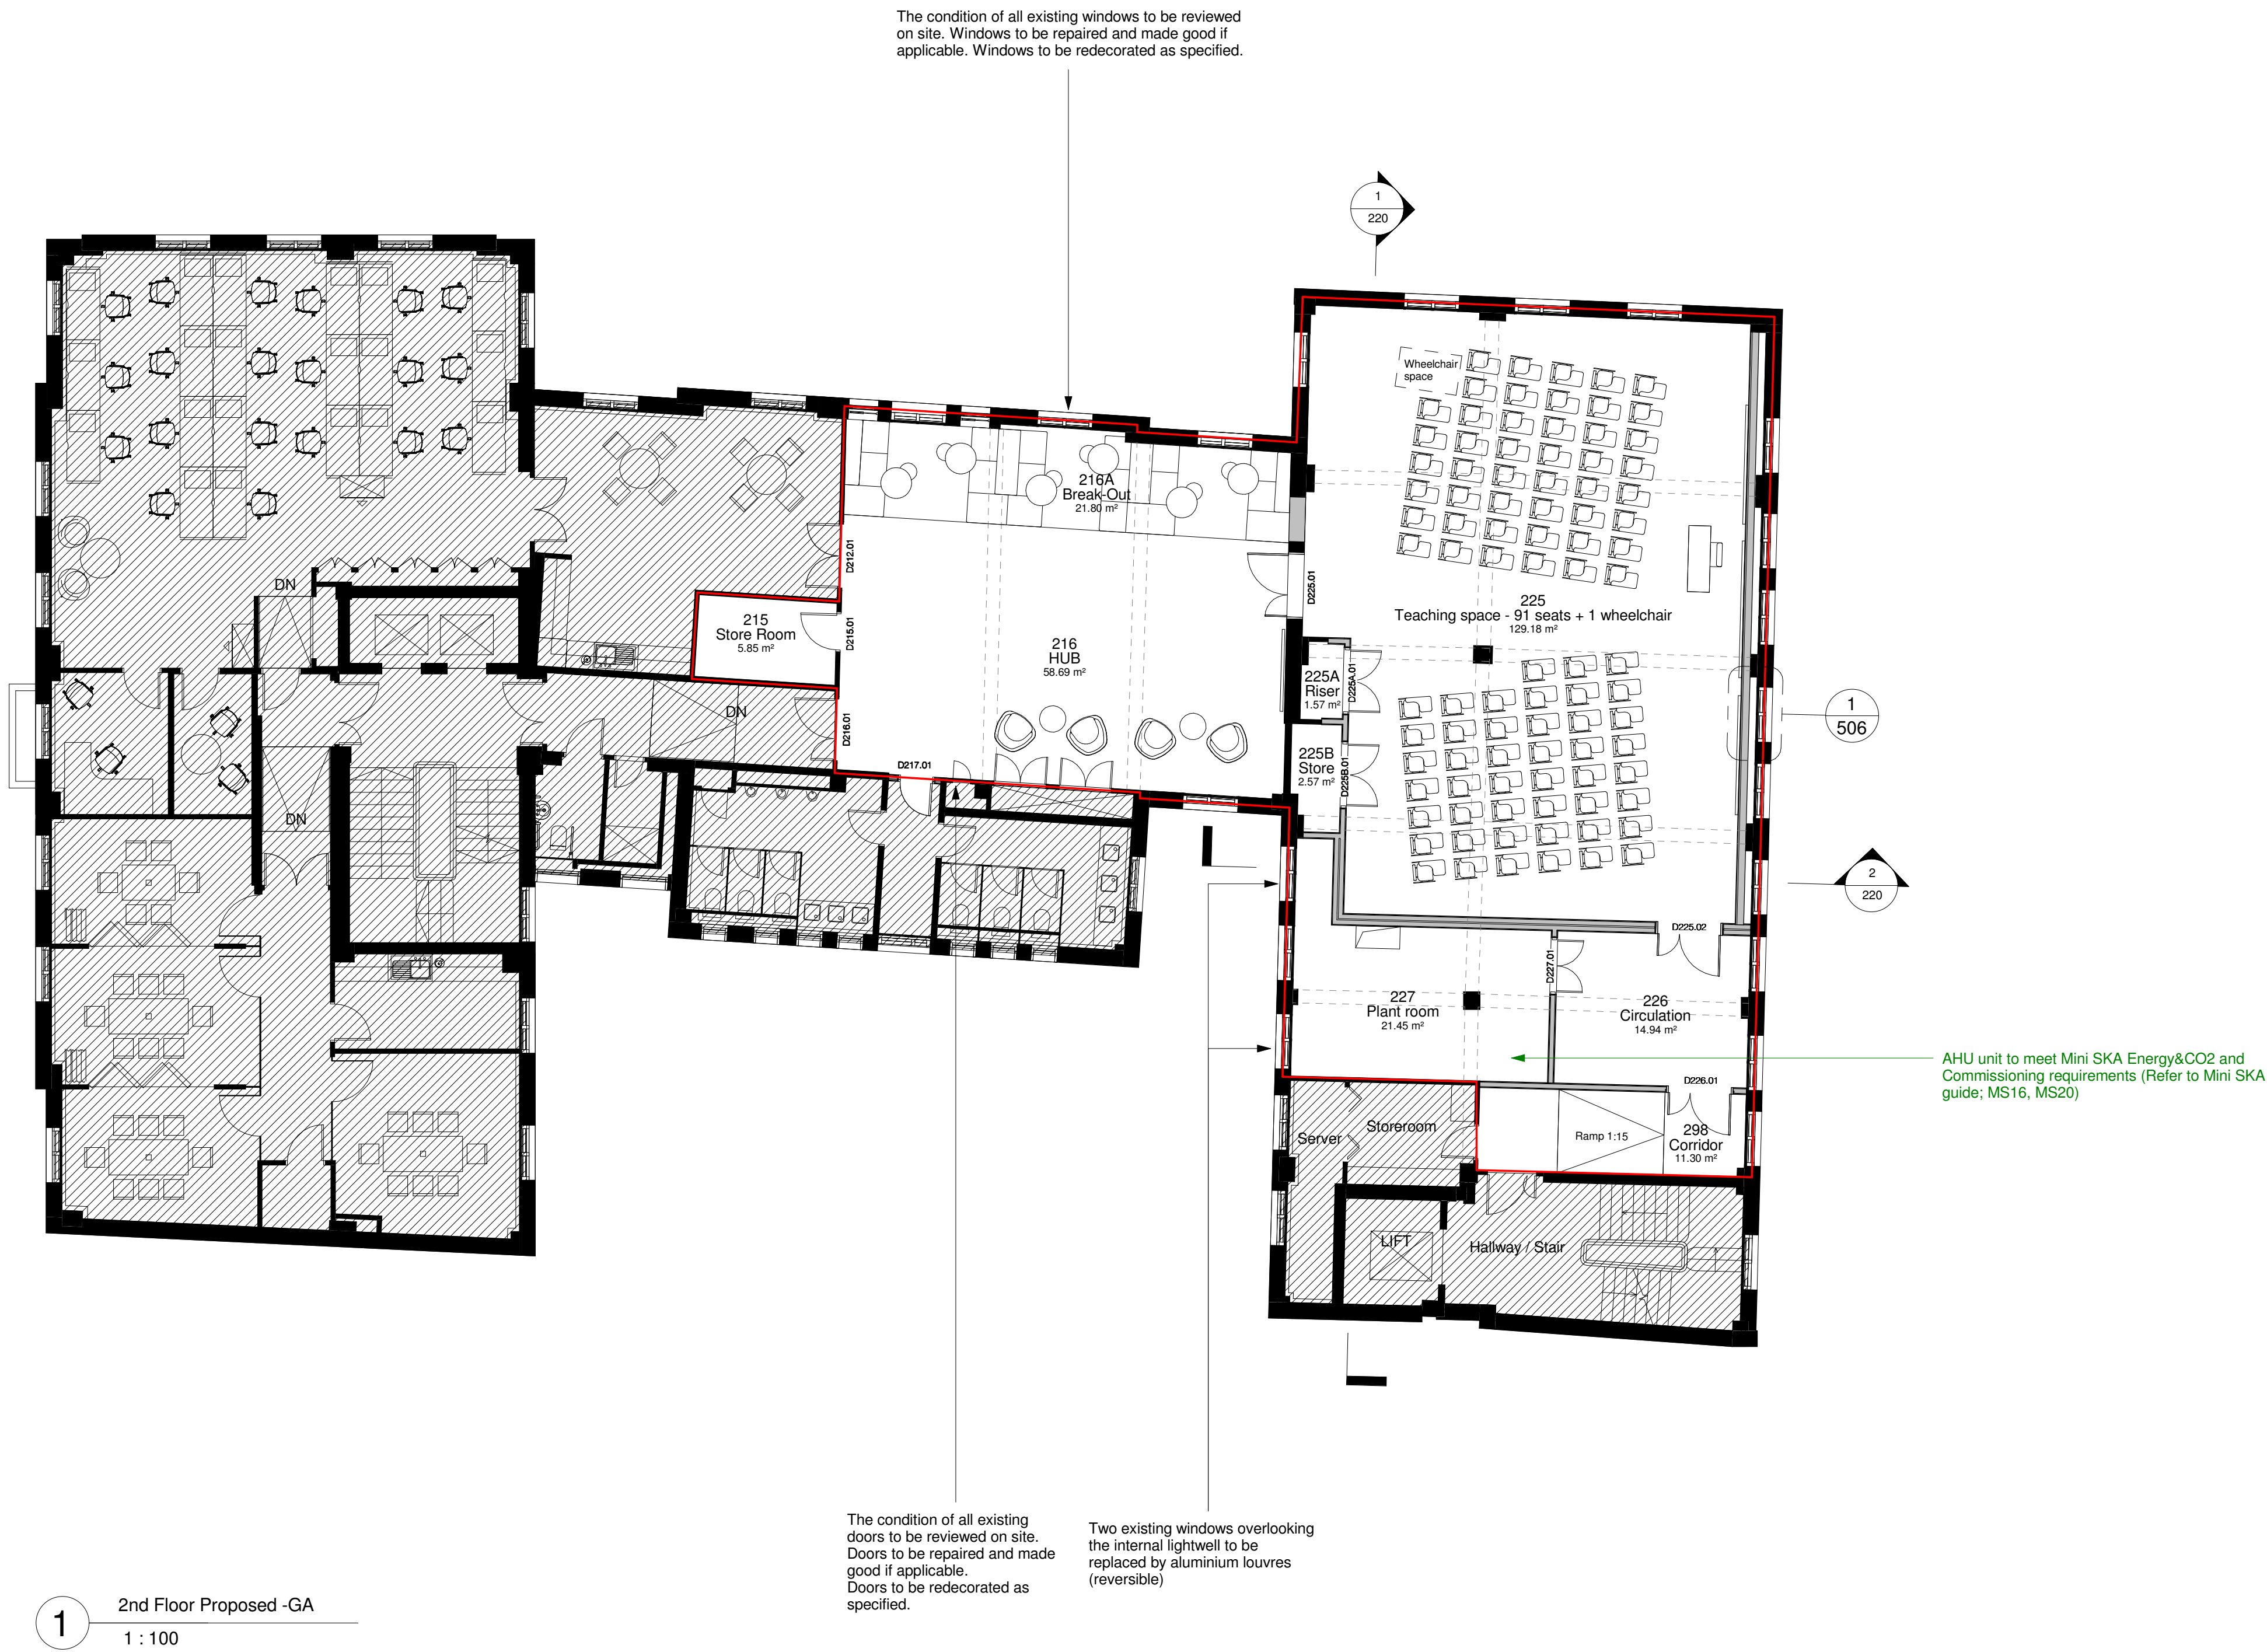 The condition of all existing windows to be reviewed
on site. Windows to be repaired and made good if
applicable. Windows to be redecorated as specified.
1
220
Wheelchair
space
216A
Break-Out
21.80 m²
D212.01
DN
D225.01
215
Store Room
5.85 m²
D215.01
216
HUB
58.69 m²
225
Teaching space - 91 seats + 1 wheelchair
129.18 m²
225A
Riser
1.57 m²
D225A.01
DN
D216.01
1
506
D217.01
225B
Store
2.57 m²
D225B.01
DN
2
220
D225.02
D227.01
227
Plant room
21.45 m²
226
Circulation
14.94 m²
AHU unit to meet Mini SKA Energy&CO2 and
Commissioning requirements (Refer to Mini SKA
guide; MS16, MS20)
D226.01
Server
Storeroom
Ramp 1:15
298
Corridor
11.30 m²
LIFT
Hallway / Stair
The condition of all existing
doors to be reviewed on site.
Doors to be repaired and made
good if applicable.
Doors to be redecorated as
specified.
Two existing windows overlooking
the internal lightwell to be
replaced by aluminium louvres
(reversible)
1
2nd Floor Proposed -GA
1 : 100